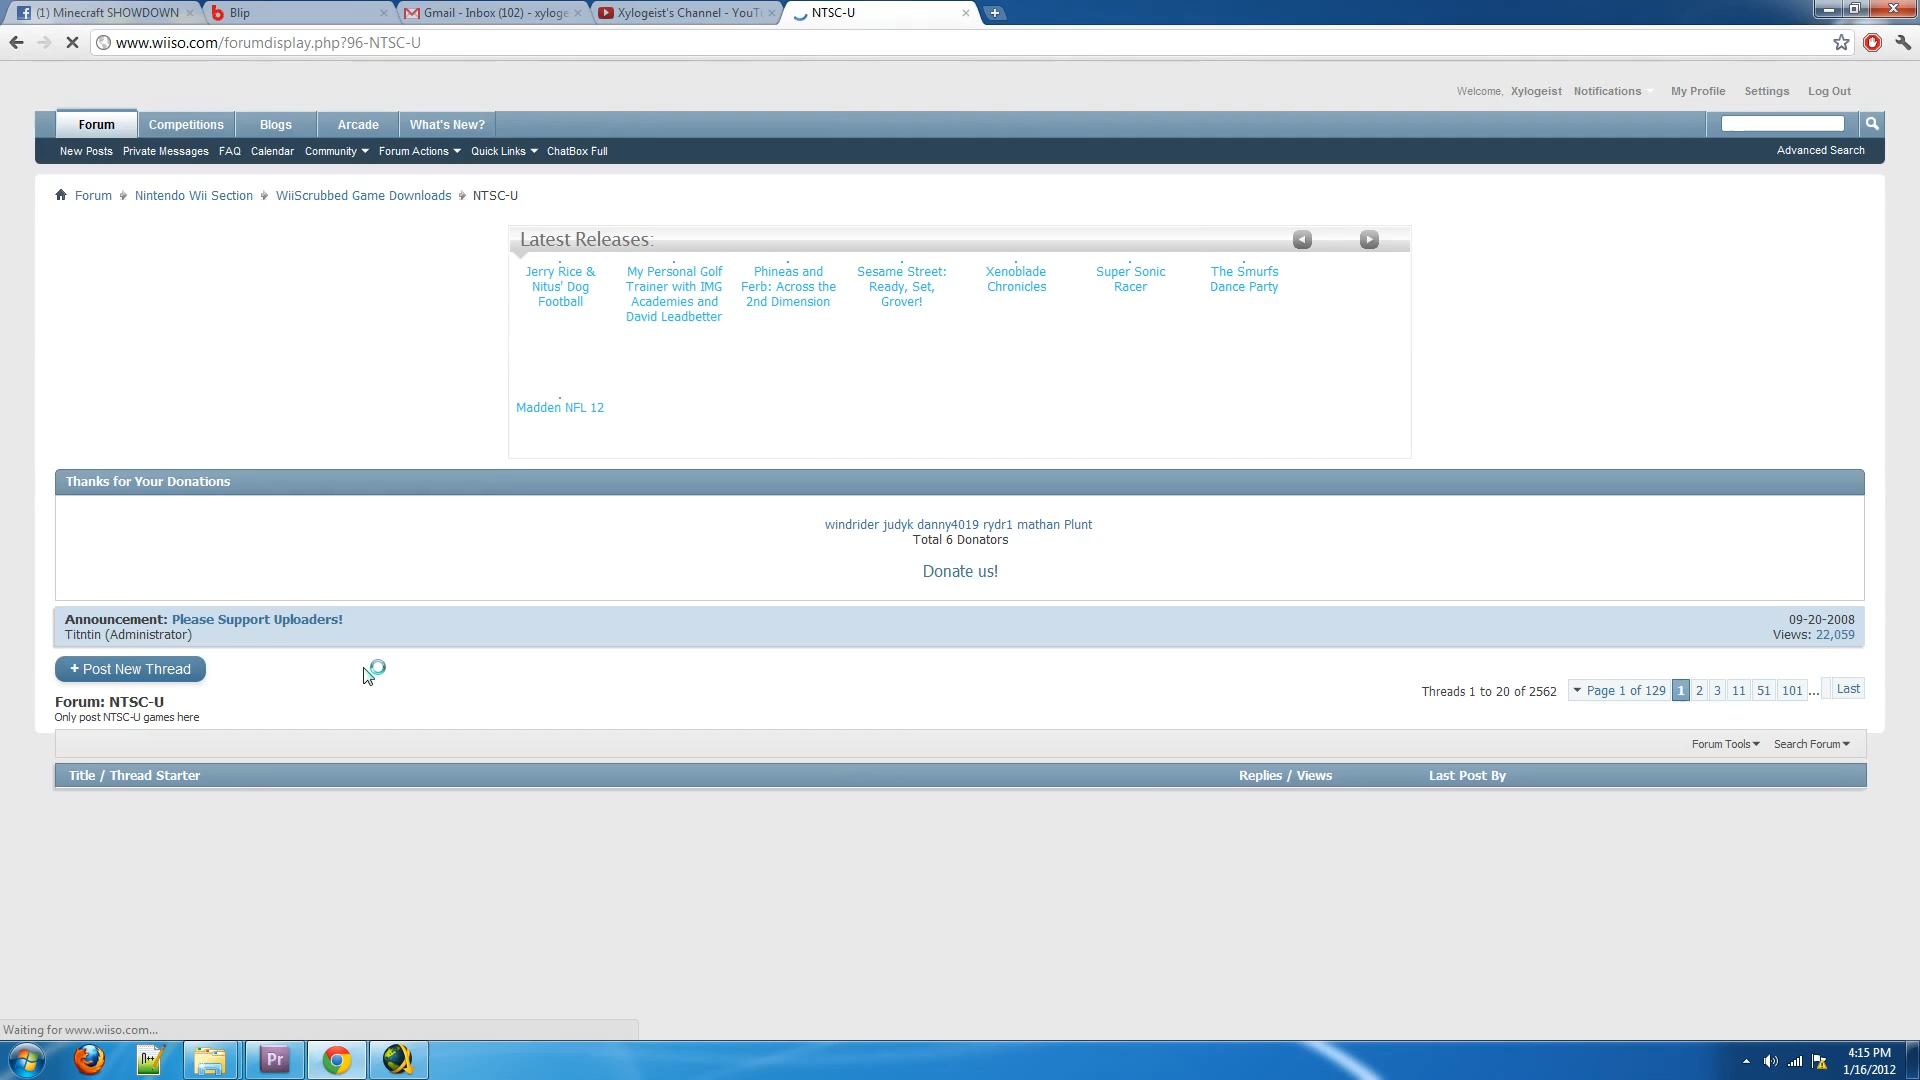 (1) Minecraft SHOWDOWN
Blip
Gmail - Inbox (102) - xyloge
Xylogeist's Channel - YouT
NTSC-U
www.wiiso.com/forumdisplay.php?96-NTSC-U
Welcome, Xylogeist Notifications My Profile Settings Log Out
Forum Competitions Blogs Arcade What's New?
New Posts Private Messages FAQ Calendar Community Forum Actions Quick Links ChatBox Full Advanced Search
Forum Nintendo Wii Section WiiScrubbed Game Downloads NTSC-U
Latest Releases:
Jerry Rice &
Nitus' Dog
Football
My Personal Golf
Trainer with IMG
Academies and
David Leadbetter
Phineas and
Ferb: Across the
2nd Dimension
Sesame Street:
Ready, Set,
Grover!
Xenoblade
Chronicles
Super Sonic
Racer
The Smurfs
Dance Party
Madden NFL 12
Thanks for Your Donations
windrider judyk danny4019 rydr1 mathan Plunt
Total 6 Donators
Donate us!
Announcement: Please Support Uploaders!
Titntin (Administrator)
09-20-2008
Views: 22,059
+ Post New Thread
Threads 1 to 20 of 2562 Page 1 of 129 1 2 3 11 51 101 ... Last
Forum: NTSC-U
Only post NTSC-U games here
Forum Tools Search Forum
Title / Thread Starter Replies / Views Last Post By
Waiting for www.wiiso.com...
Pr
4:15 PM
1/16/2012